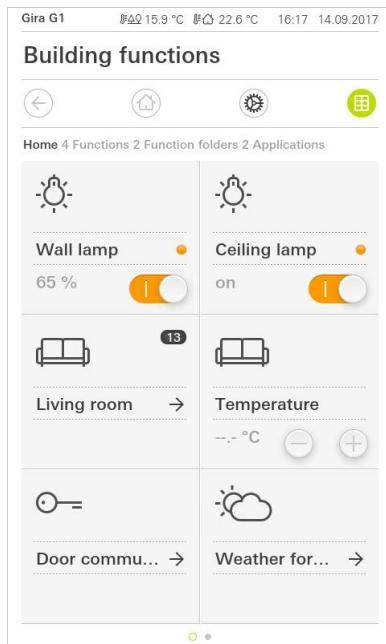 Gira G1 15.9 °C 22.6 °C 16:17 14.09.2017
Building functions
Home 4 Functions 2 Function folders 2 Applications
Wall lamp
Ceiling lamp
65 %
on
13
Living room
Temperature
--.- °C
Door commu...
Weather for...